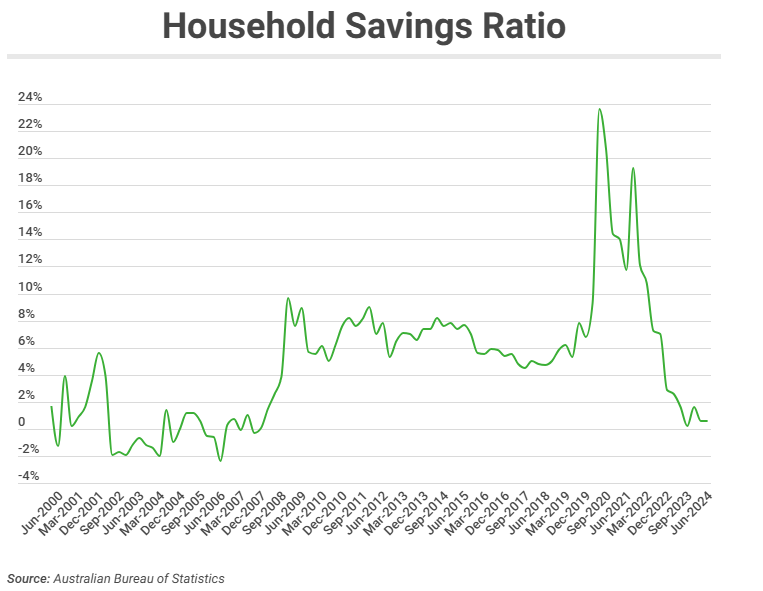 Household Savings Ratio
24%
22%
20%
18%
16%
14%
12%
10%
8%
6%
4%
2%
0
-2%
-4%
Jun-2000
Mar-2001
Dec-2001
Sep-2002
Jun-2003
Mar-2004
Dec-2004
Sep-2005
Jun-2006
Mar-2007
Dec-2007
Sep-2008
Jun-2009
Mar-2010
Dec-2010
Sep-2011
Jun-2012
Mar-2013
Dec-2013
Sep-2014
Jun-2015
Mar-2016
Dec-2016
Sep-2017
Jun-2018
Mar-2019
Dec-2019
Sep-2020
Jun-2021
Mar-2022
Dec-2022
Sep-2023
Jun-2024
Source: Australian Bureau of Statistics